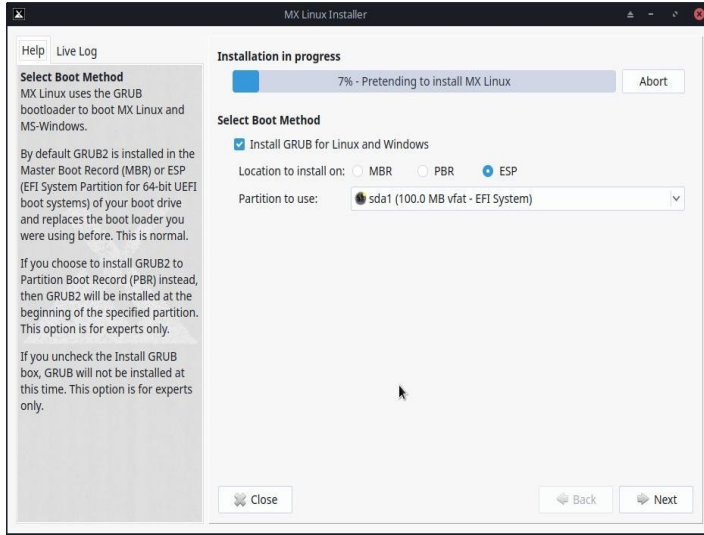 MX Linux Installer
Help
Live Log
Select Boot Method
MX Linux uses the GRUB
bootloader to boot MX Linux and
MS-Windows.
By default GRUB2 is installed in the
Master Boot Record (MBR) or ESP
(EFI System Partition for 64-bit UEFI
boot systems) of your boot drive
and replaces the boot loader you
were using before. This is normal.
If you choose to install GRUB2 to
Partition Boot Record (PBR) instead,
then GRUB2 will be installed at the
beginning of the specified partition.
This option is for experts only.
If you uncheck the Install GRUB
box, GRUB will not be installed at
this time. This option is for experts
only.
Installation in progress
7% - Pretending to install MX Linux
Abort
Select Boot Method
Install GRUB for Linux and Windows
Location to install on: MBR PBR ESP
Partition to use: sda1 (100.0 MB vfat - EFI System)
Close
Back
Next